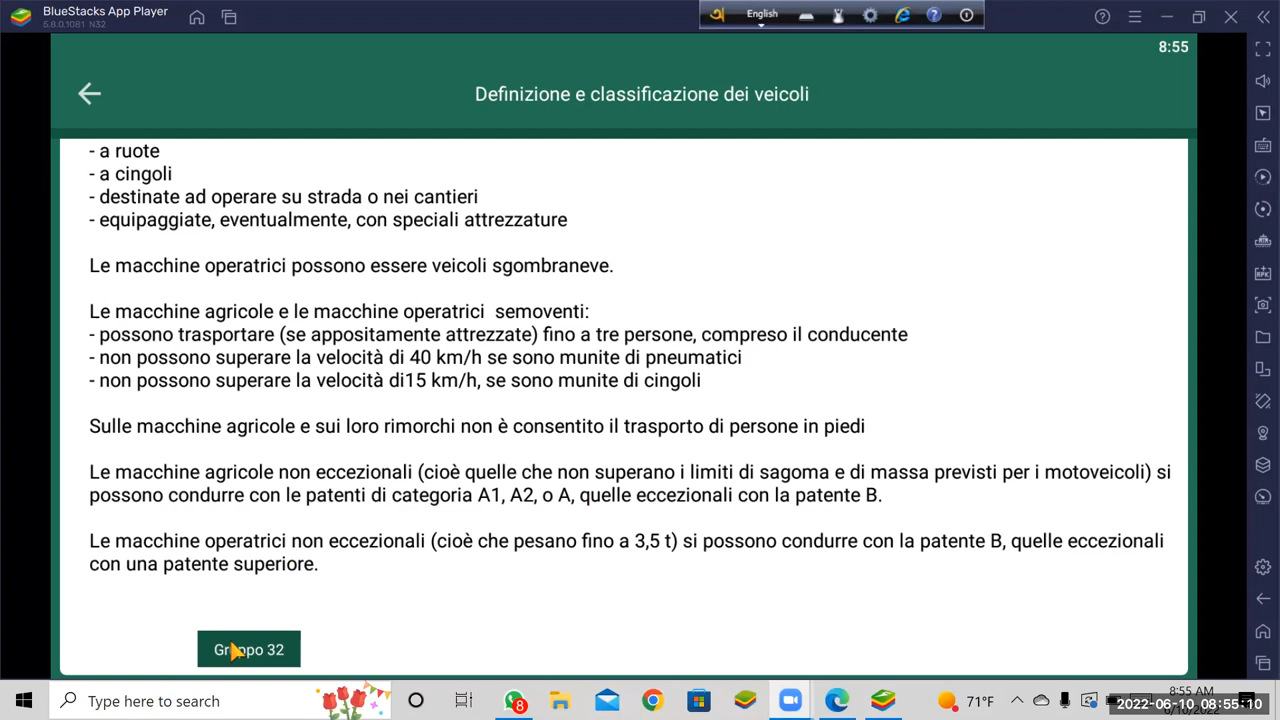 BlueStacks App Player
5.8.0.1081 N32
English
8:55
Definizione e classificazione dei veicoli
- a ruote
- a cingoli
- destinate ad operare su strada o nei cantieri
- equipaggiate, eventualmente, con speciali attrezzature
Le macchine operatrici possono essere veicoli sgombraneve.
Le macchine agricole e le macchine operatrici semoventi:
- possono trasportare (se appositamente attrezzate) fino a tre persone, compreso il conducente
- non possono superare la velocità di 40 km/h se sono munite di pneumatici
- non possono superare la velocità di15 km/h, se sono munite di cingoli
Sulle macchine agricole e sui loro rimorchi non è consentito il trasporto di persone in piedi
Le macchine agricole non eccezionali (cioè quelle che non superano i limiti di sagoma e di massa previsti per i motoveicoli) si
possono condurre con le patenti di categoria A1, A2, o A, quelle eccezionali con la patente B.
Le macchine operatrici non eccezionali (cioè che pesano fino a 3,5 t) si possono condurre con la patente B, quelle eccezionali
con una patente superiore.
Gruppo 32
Type here to search
8
71°F
8:55 AM
2022-06-10 08:55:10